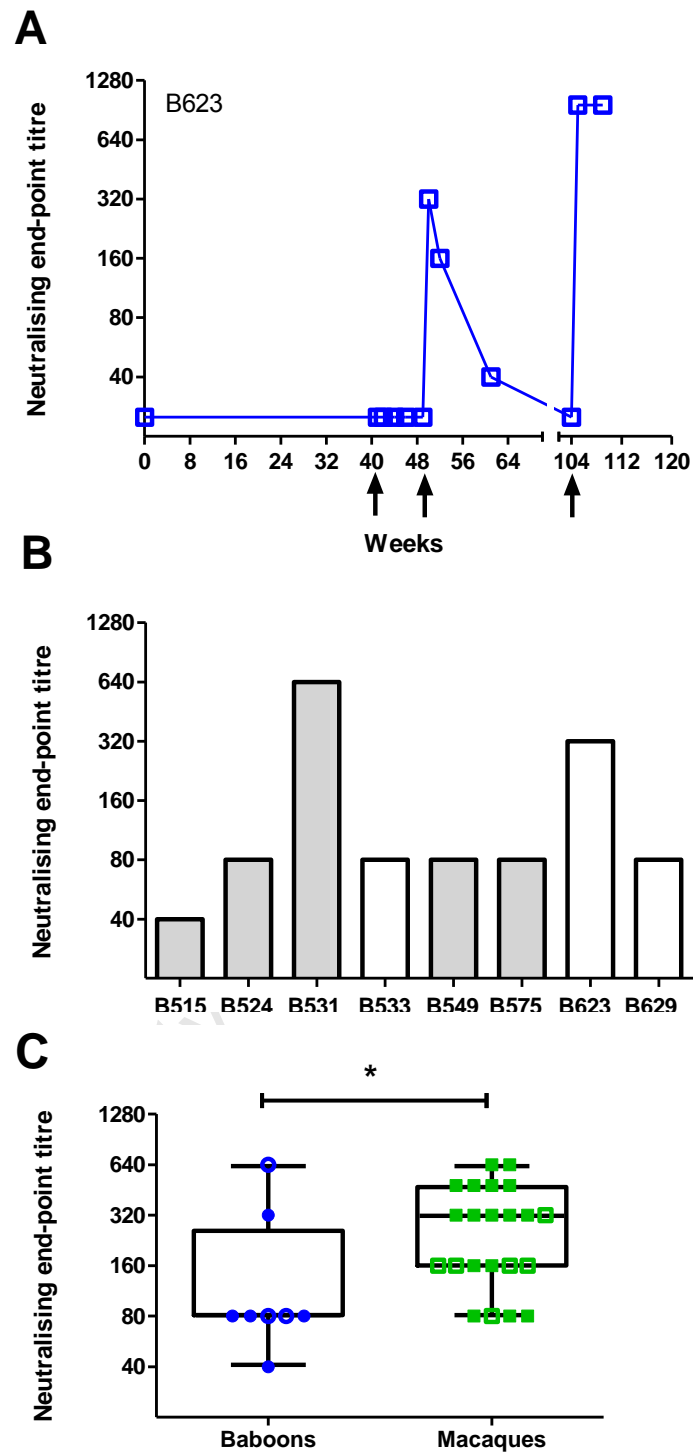 A
Neutralising end-point titre
1280
640
320
160
80
40
B623
0 8 16 24 32 40 48 56 64 104 112 120
Weeks
B
Neutralising end-point titre
1280
640
320
160
80
40
B515 B524 B531 B533 B549 B575 B623 B629
C
Neutralising end-point titre
1280
640
320
160
80
40
*
Baboons Macaques